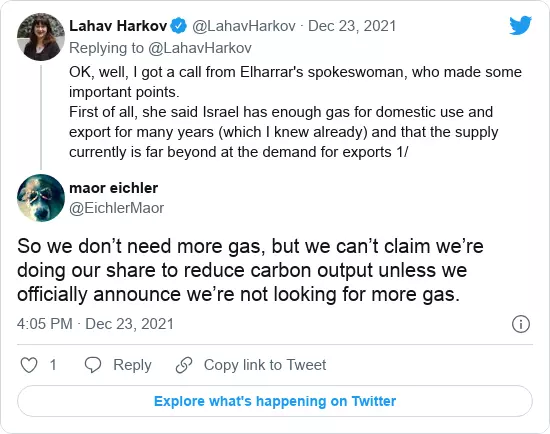 Lahav Harkov @LahavHarkov · Dec 23, 2021
Replying to @LahavHarkov
OK, well, I got a call from Elharrar's spokeswoman, who made some
important points.
First of all, she said Israel has enough gas for domestic use and
export for many years (which I knew already) and that the supply
currently is far beyond at the demand for exports 1/
maor eichler
@EichlerMaor
So we don’t need more gas, but we can’t claim we’re
doing our share to reduce carbon output unless we
officially announce we’re not looking for more gas.
4:05 PM · Dec 23, 2021
1 Reply Copy link to Tweet
Explore what's happening on Twitter